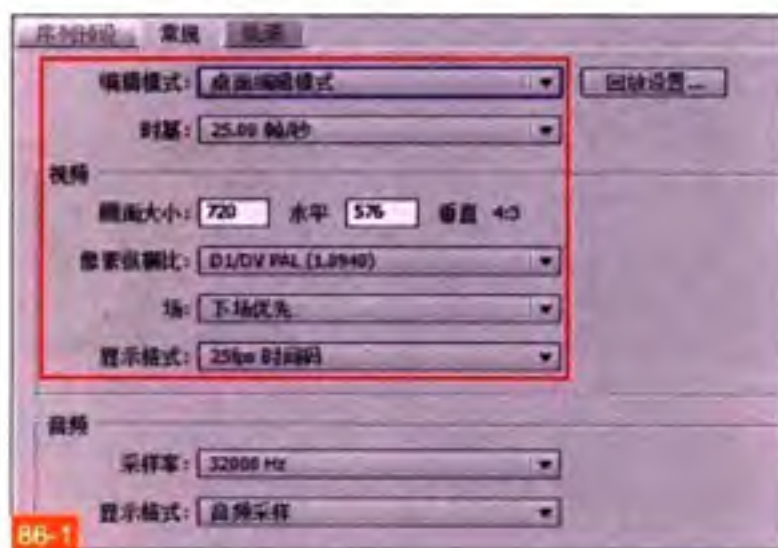 序列预设 常规 轨道
编辑模式: 桌面编辑模式 回放设置...
时基: 25.00 帧/秒
视频
画面大小: 720 水平 576 垂直 4:3
像素纵横比: D1/DV PAL (1.0940)
场: 下场优先
显示格式: 25fps 时间码
音频
采样率: 32000 Hz
显示格式: 音频采样
86-1